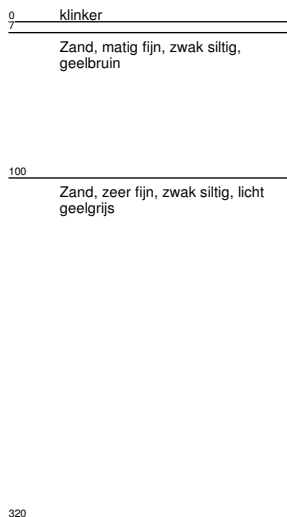 0 klinker
7
Zand, matig fijn, zwak siltig,
geelbruin
100
Zand, zeer fijn, zwak siltig, licht
geelgrijs
320